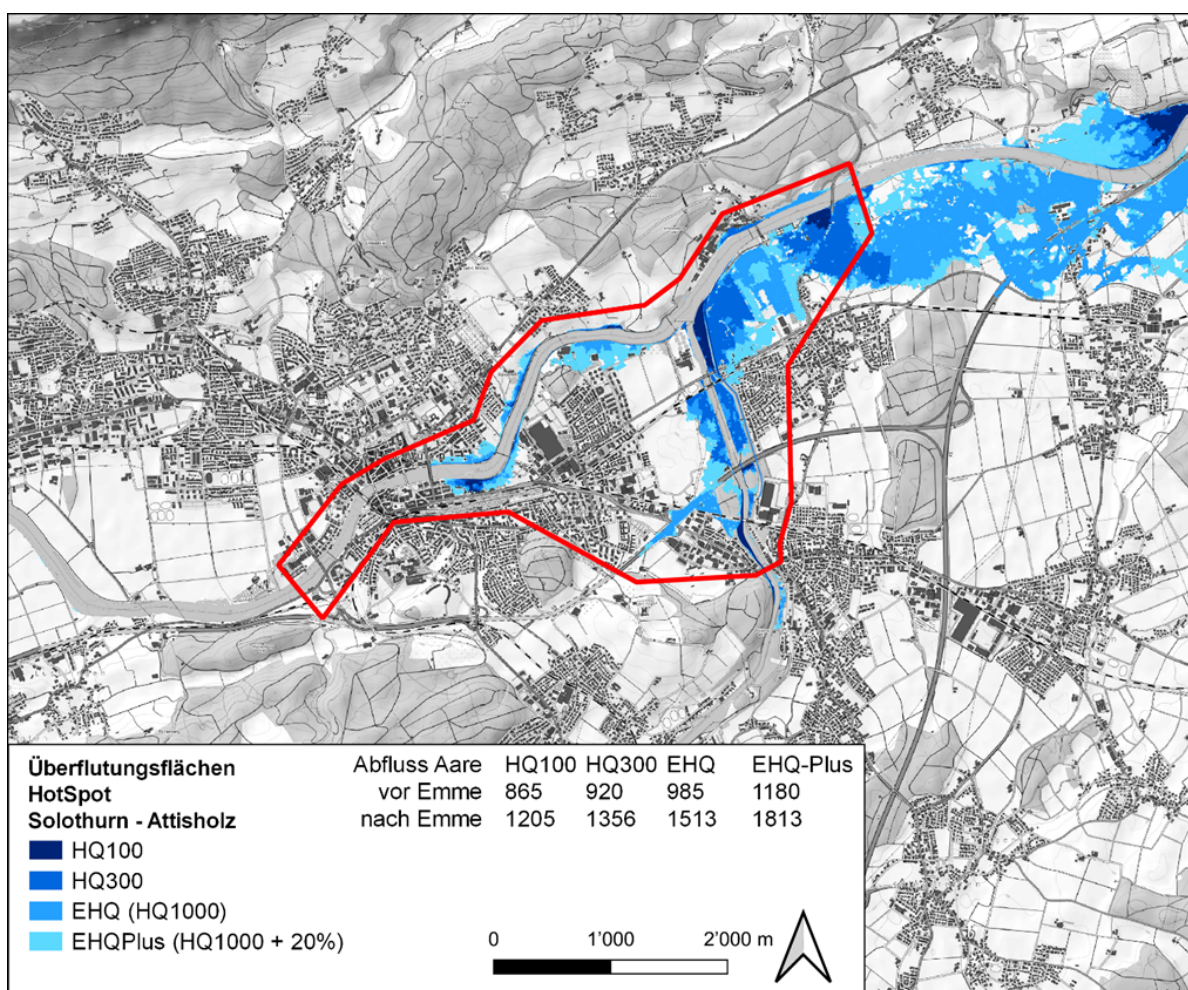 Überflutungsflächen
HotSpot
Solothurn - Attisholz
HQ100
HQ300
EHQ (HQ1000)
EHQPlus (HQ1000 + 20%)
Abfluss Aare HQ100 HQ300 EHQ EHQ-Plus
vor Emme 865 920 985 1180
nach Emme 1205 1356 1513 1813
0 1'000 2'000 m